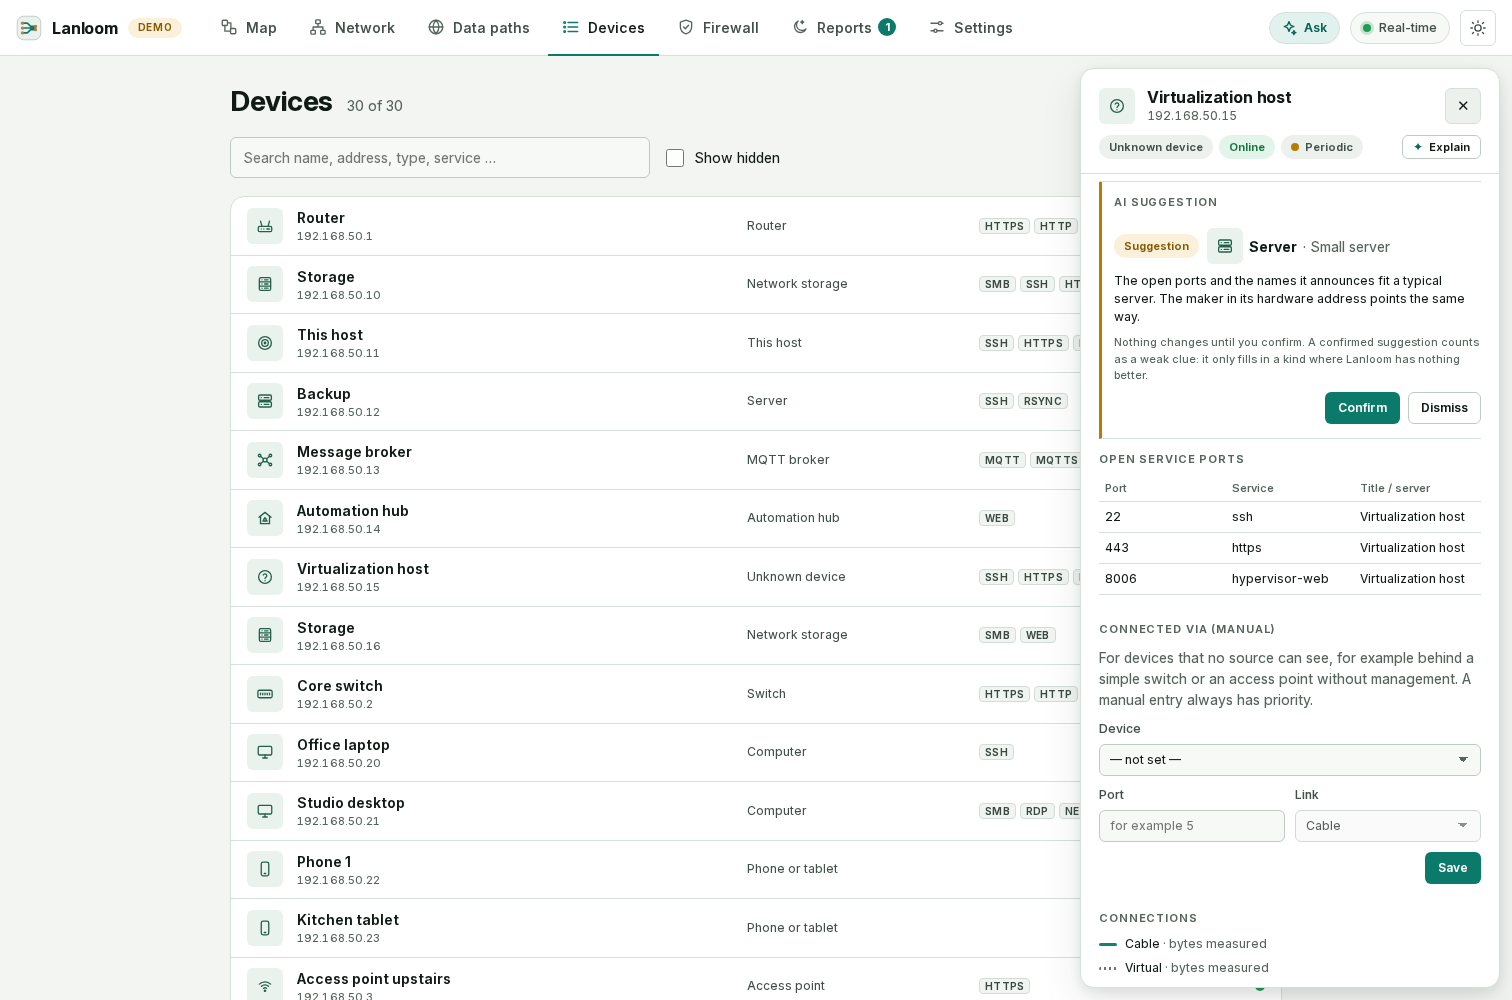 Lanloom DEMO Map Network Data paths Devices Firewall Reports 1 Settings Ask Real-time
Devices 30 of 30
Search name, address, type, service …
Show hidden
Router
192.168.50.1
Router
HTTPS HTTP
Storage
192.168.50.10
Network storage
SMB SSH
This host
192.168.50.11
This host
SSH HTTPS
Backup
192.168.50.12
Server
SSH RSYNC
Message broker
192.168.50.13
MQTT broker
MQTT MQTTS
Automation hub
192.168.50.14
Automation hub
WEB
Virtualization host
192.168.50.15
Unknown device
SSH HTTPS
Storage
192.168.50.16
Network storage
SMB WEB
Core switch
192.168.50.2
Switch
HTTPS HTTP
Office laptop
192.168.50.20
Computer
SSH
Studio desktop
192.168.50.21
Computer
SMB RDP NE
Phone 1
192.168.50.22
Phone or tablet
Kitchen tablet
192.168.50.23
Phone or tablet
Access point upstairs
192.168.50.3
Access point
HTTPS
Virtualization host
192.168.50.15
✕
Unknown device Online Periodic Explain
AI SUGGESTION
Suggestion Server · Small server
The open ports and the names it announces fit a typical
server. The maker in its hardware address points the same
way.
Nothing changes until you confirm. A confirmed suggestion counts
as a weak clue: it only fills in a kind where Lanloom has nothing
better.
Confirm Dismiss
OPEN SERVICE PORTS
Port Service Title / server
22 ssh Virtualization host
443 https Virtualization host
8006 hypervisor-web Virtualization host
CONNECTED VIA (MANUAL)
For devices that no source can see, for example behind a
simple switch or an access point without management. A
manual entry always has priority.
Device
— not set —
Port Link
for example 5 Cable
Save
CONNECTIONS
Cable · bytes measured
Virtual · bytes measured